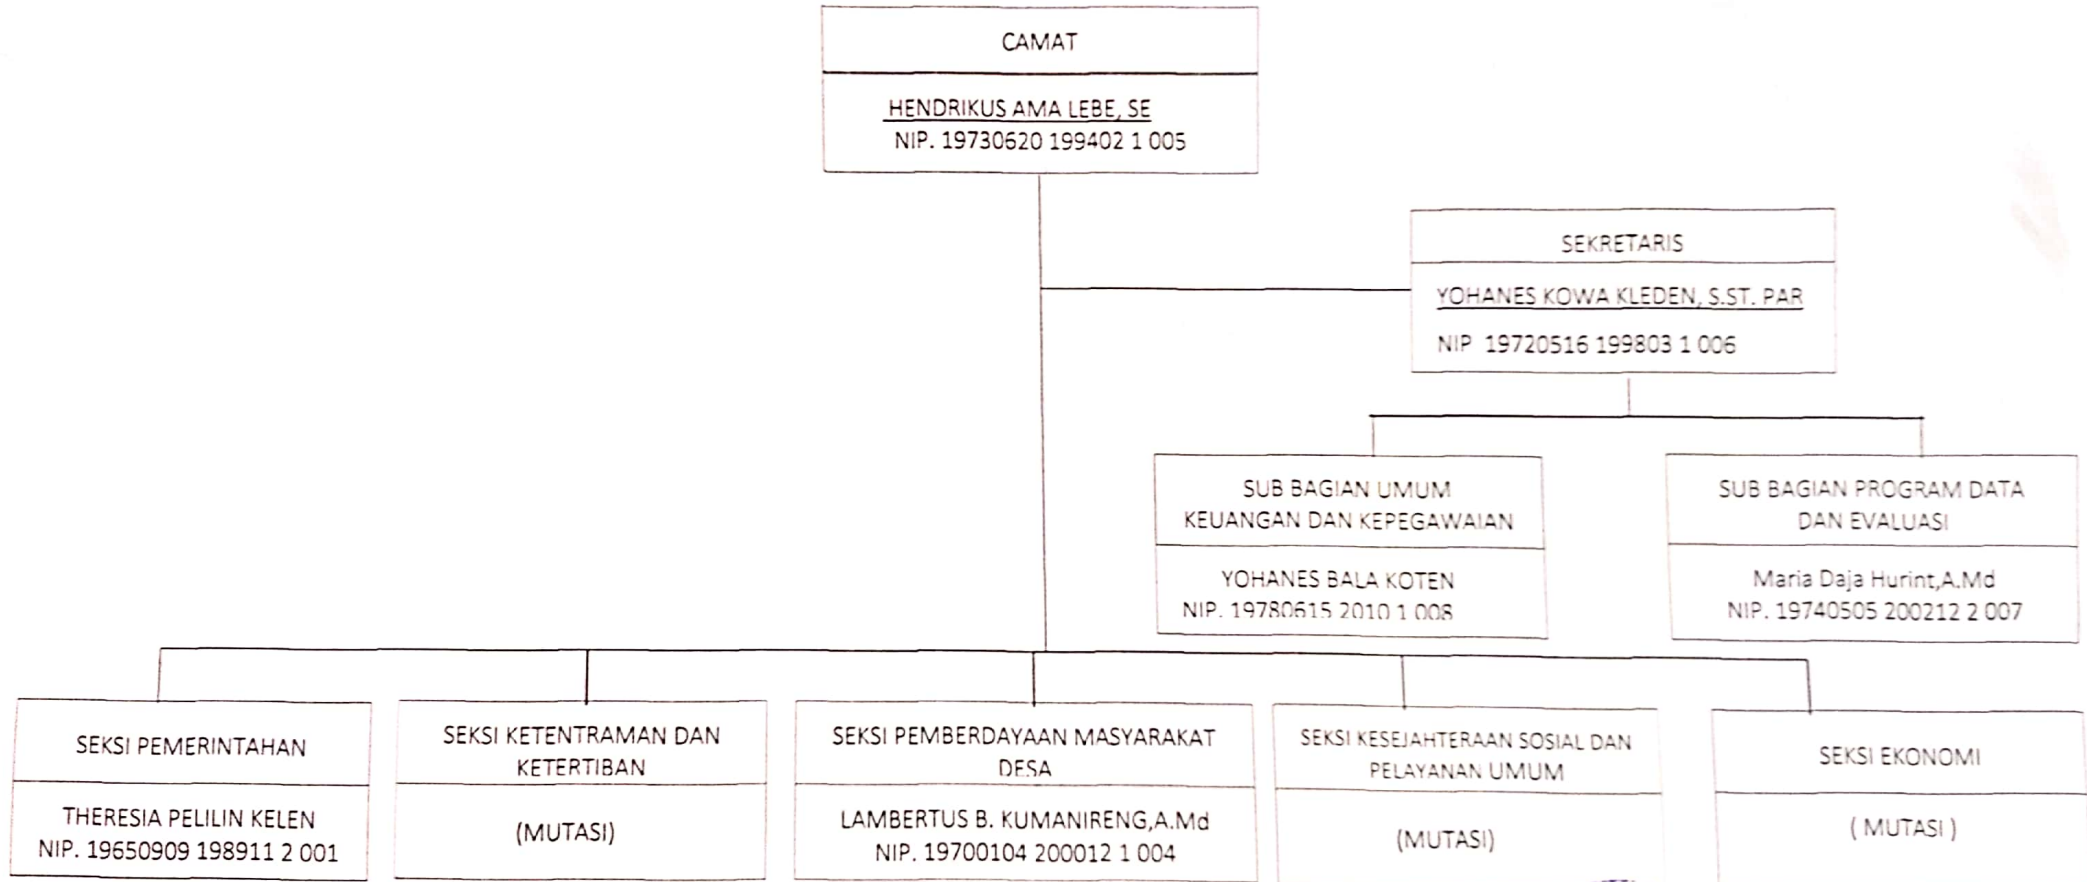 CAMAT
HENDRIKUS AMA LEBE, SE
NIP. 19730620 199402 1 005
SEKRETARIS
YOHANES KOWA KLEDEN, S.ST. PAR
NIP 19720516 199803 1 006
SUB BAGIAN UMUM
KEUANGAN DAN KEPEGAWAIAN
YOHANES BALA KOTEN
NIP. 19780615 2010 1 008
SUB BAGIAN PROGRAM DATA
DAN EVALUASI
Maria Daja Hurint,A.Md
NIP. 19740505 200212 2 007
SEKSI PEMERINTAHAN
THERESIA PELILIN KELEN
NIP. 19650909 198911 2 001
SEKSI KETENTRAMAN DAN
KETERTIBAN
(MUTASI)
SEKSI PEMBERDAYAAN MASYARAKAT
DESA
LAMBERTUS B. KUMANIRENG,A.Md
NIP. 19700104 200012 1 004
SEKSI KESEJAHTERAAN SOSIAL DAN
PELAYANAN UMUM
(MUTASI)
SEKSI EKONOMI
( MUTASI )